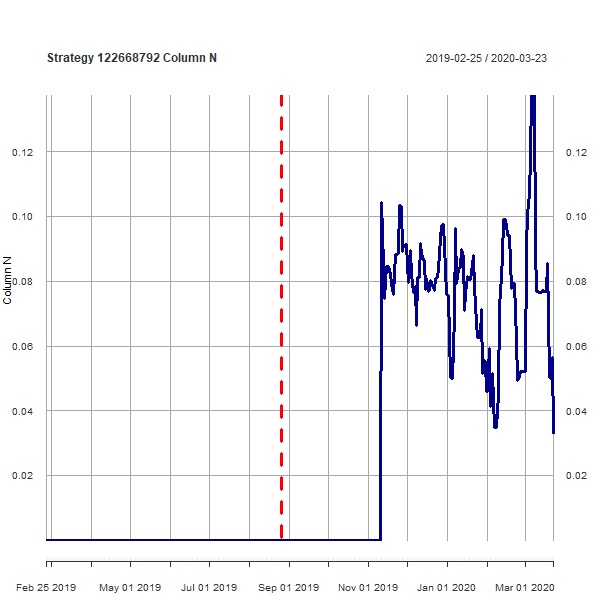 Strategy 122668792 Column N
2019-02-25 / 2020-03-23
0.12
0.12
0.10
0.10
0.08
0.08
Column N
0.06
0.06
0.04
0.04
0.02
0.02
Feb 25 2019
May 01 2019
Jul 01 2019
Sep 01 2019
Nov 01 2019
Jan 01 2020
Mar 01 2020